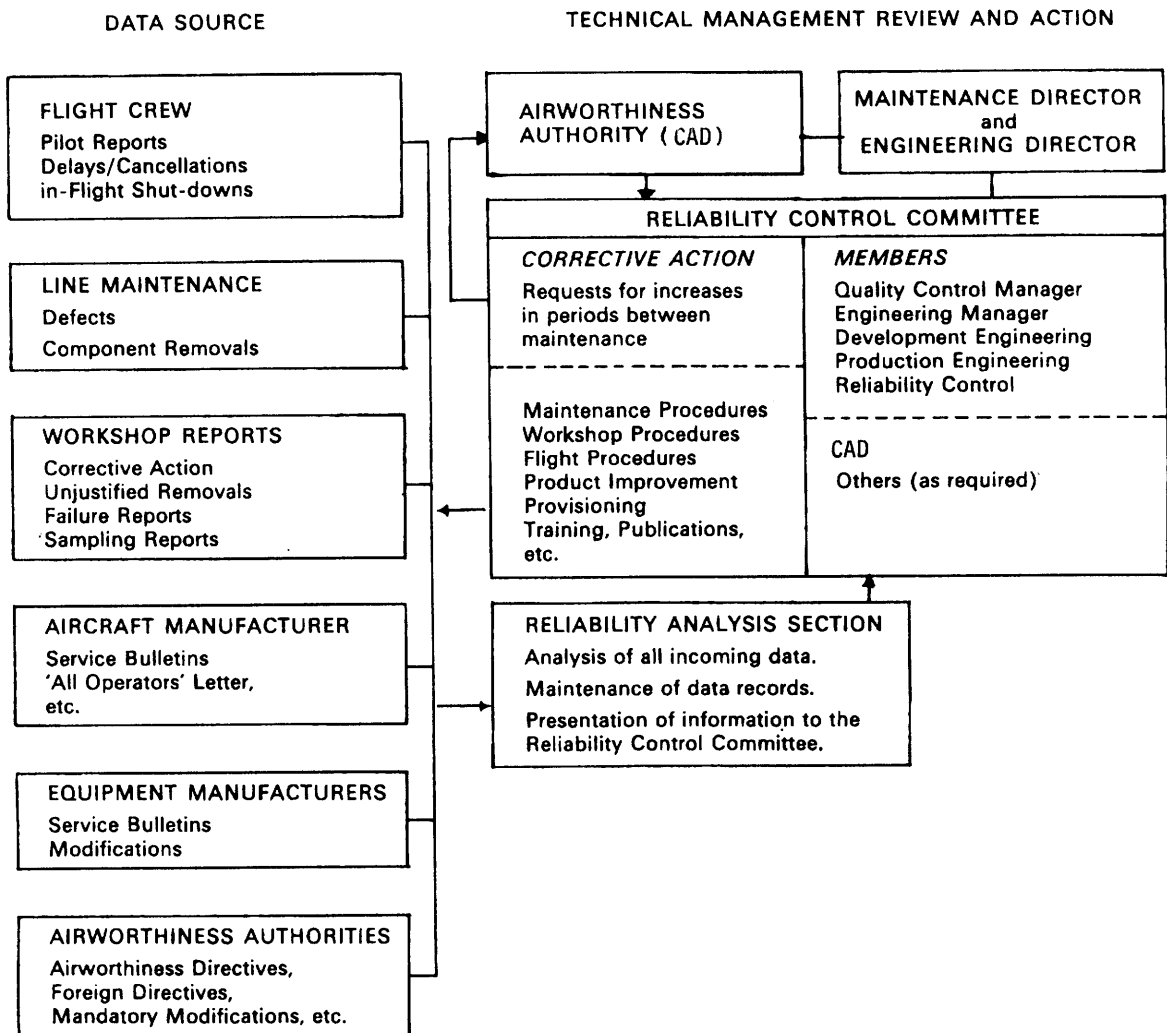 DATA SOURCE
TECHNICAL MANAGEMENT REVIEW AND ACTION
FLIGHT CREW
Pilot Reports
Delays/Cancellations
in-Flight Shut-downs
LINE MAINTENANCE
Defects
Component Removals
WORKSHOP REPORTS
Corrective Action
Unjustified Removals
Failure Reports
Sampling Reports
AIRCRAFT MANUFACTURER
Service Bulletins
'All Operators' Letter,
etc.
EQUIPMENT MANUFACTURERS
Service Bulletins
Modifications
AIRWORTHINESS AUTHORITIES
Airworthiness Directives,
Foreign Directives,
Mandatory Modifications, etc.
AIRWORTHINESS
AUTHORITY (CAD)
MAINTENANCE DIRECTOR
and
ENGINEERING DIRECTOR
RELIABILITY CONTROL COMMITTEE
CORRECTIVE ACTION
Requests for increases
in periods between
maintenance
Maintenance Procedures
Workshop Procedures
Flight Procedures
Product Improvement
Provisioning
Training, Publications,
etc.
MEMBERS
Quality Control Manager
Engineering Manager
Development Engineering
Production Engineering
Reliability Control
CAD
Others (as required)
RELIABILITY ANALYSIS SECTION
Analysis of all incoming data.
Maintenance of data records.
Presentation of information to the
Reliability Control Committee.